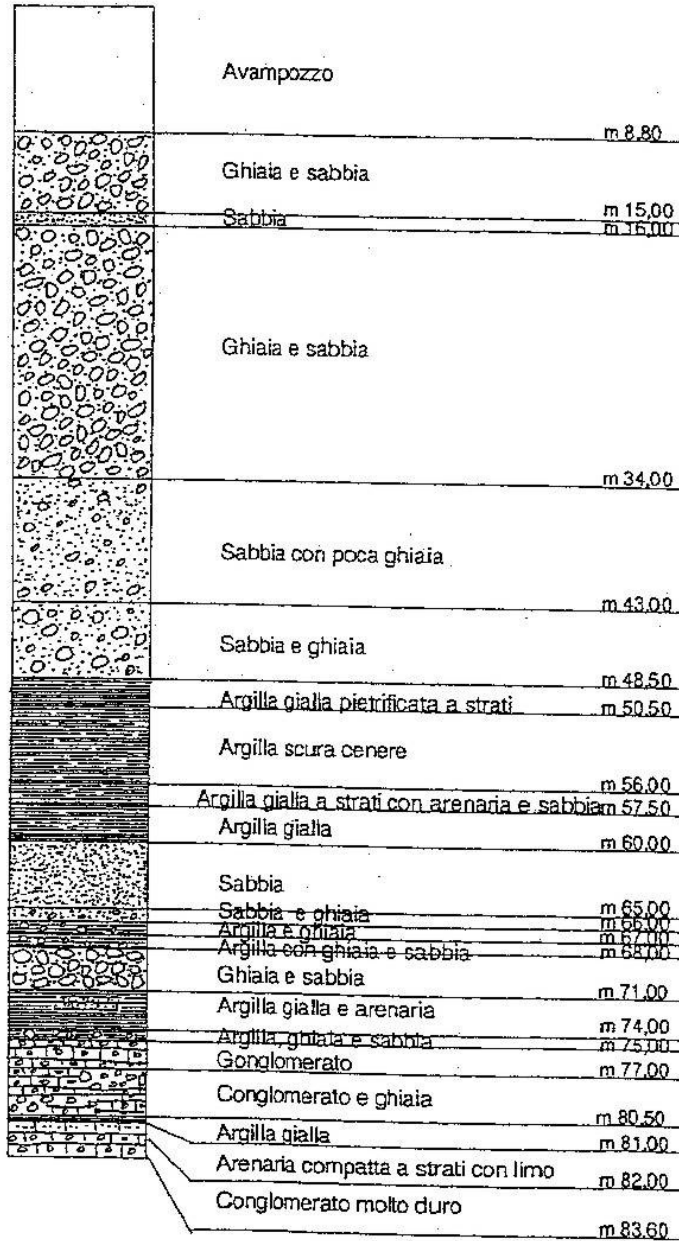 Avampozzo
m 8,80
Ghiaia e sabbia
m 15,00
Sabbia
m 16,00
Ghiaia e sabbia
m 34,00
Sabbia con poca ghiaia
m 43,00
Sabbia e ghiaia
m 48,50
Argilla gialla pietrificata a strati
m 50,50
Argilla scura cenere
m 56,00
Argilla gialla a strati con arenaria e sabbia m 57,50
Argilla gialla
m 60,00
Sabbia
m 65,00
Sabbia e ghiaia
m 66,00
Argilla e ghiaia
m 67,00
Argilla con ghiaia e sabbia
m 68,00
Ghiaia e sabbia
m 71,00
Argilla gialla e arenaria
m 74,00
Argilla, ghiaia e sabbia
m 75,00
Gonglomerato
m 77,00
Conglomerato e ghiaia
m 80,50
Argilla gialla
m 81,00
Arenaria compatta a strati con limo
m 82,00
Conglomerato molto duro
m 83,60